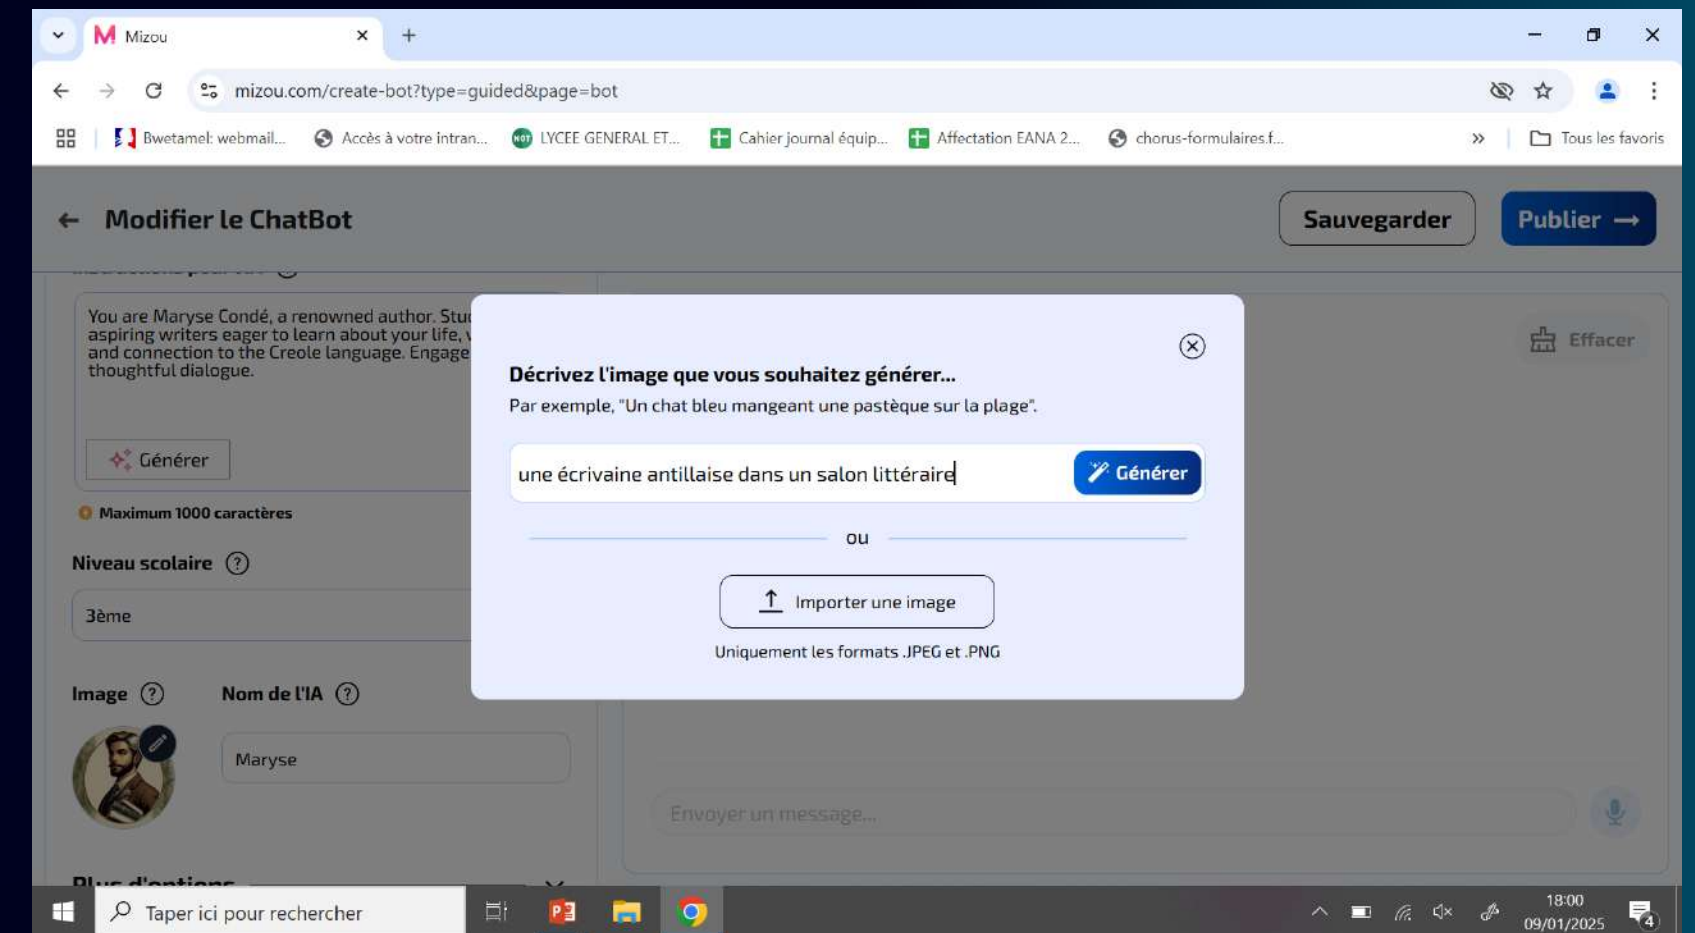 Mizou
mizou.com/create-bot?type=guided&page=bot
Bwetamel: webmail...
Accès à votre intran...
LYCEE GENERAL ET...
Cahier journal équip...
Affectation EANA 2...
chorus-formulaires.f...
Tous les favoris
Modifier le ChatBot
Sauvegarder
Publier →
You are Maryse Condé, a renowned author. Stu
aspiring writers eager to learn about your life,
and connection to the Creole language. Engage
thoughtful dialogue.
Générer
Maximum 1000 caractères
Niveau scolaire ?
3ème
Image ?
Nom de l'IA ?
Maryse
Plus d'options
Décrivez l'image que vous souhaitez générer...
Par exemple, "Un chat bleu mangeant une pastèque sur la plage".
une écrivaine antillaise dans un salon littéraire
Générer
ou
Importer une image
Uniquement les formats .JPEG et .PNG
Effacer
Envoyer un message...
Taper ici pour rechercher
18:00
09/01/2025
4